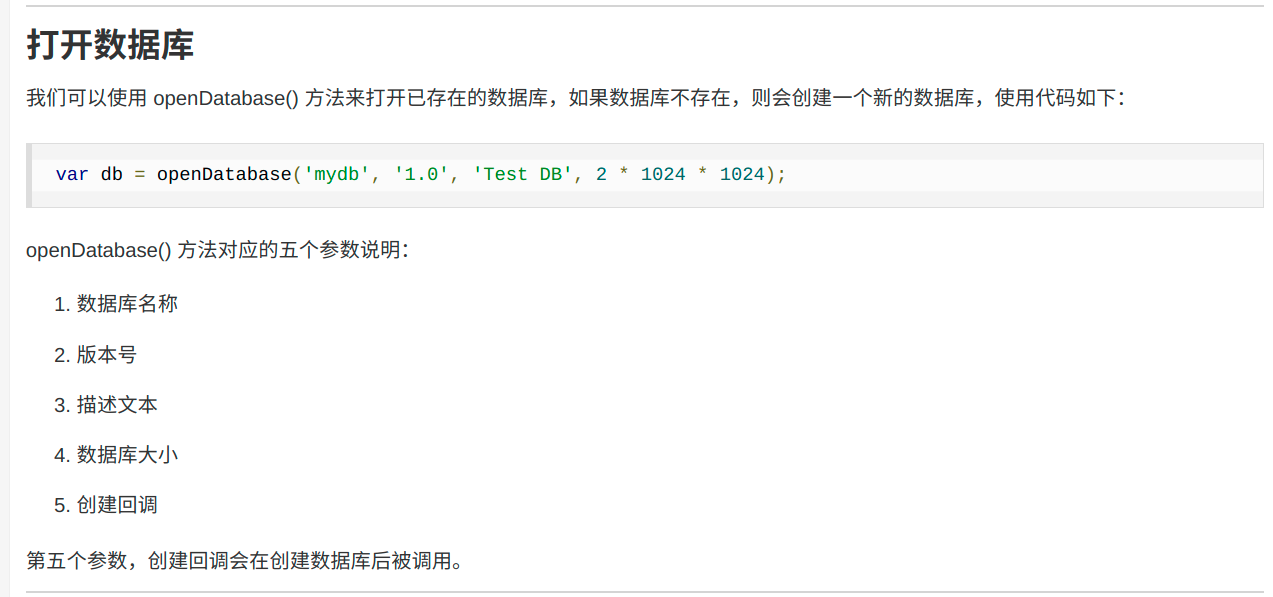 打开数据库
我们可以使用 openDatabase() 方法来打开已存在的数据库，如果数据库不存在，则会创建一个新的数据库，使用代码如下：
var db = openDatabase('mydb', '1.0', 'Test DB', 2 * 1024 * 1024);
openDatabase() 方法对应的五个参数说明：
1. 数据库名称
2. 版本号
3. 描述文本
4. 数据库大小
5. 创建回调
第五个参数，创建回调会在创建数据库后被调用。